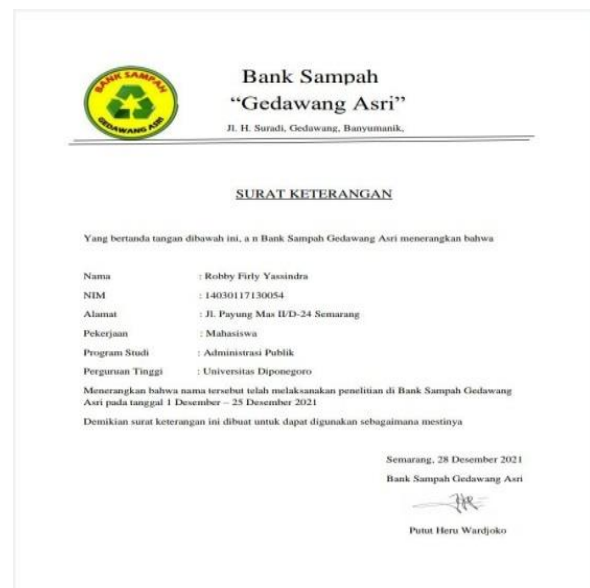 BANK SAMPAH
GEDAWANG ASRI
Bank Sampah
“Gedawang Asri”
Jl. H. Suradi, Gedawang, Banyumanik,
SURAT KETERANGAN
Yang bertanda tangan dibawah ini, a n Bank Sampah Gedawang Asri menerangkan bahwa
Nama : Robby Firly Yassindra
NIM : 14030117130054
Alamat : Jl. Payung Mas II/D-24 Semarang
Pekerjaan : Mahasiswa
Program Studi : Administrasi Publik
Perguruan Tinggi : Universitas Diponegoro
Menerangkan bahwa nama tersebut telah melaksanakan penelitian di Bank Sampah Gedawang
Asri pada tanggal 1 Desember – 25 Desember 2021
Demikian surat keterangan ini dibuat untuk dapat digunakan sebagaimana mestinya
Semarang, 28 Desember 2021
Bank Sampah Gedawang Asri
Putut Heru Wardjoko